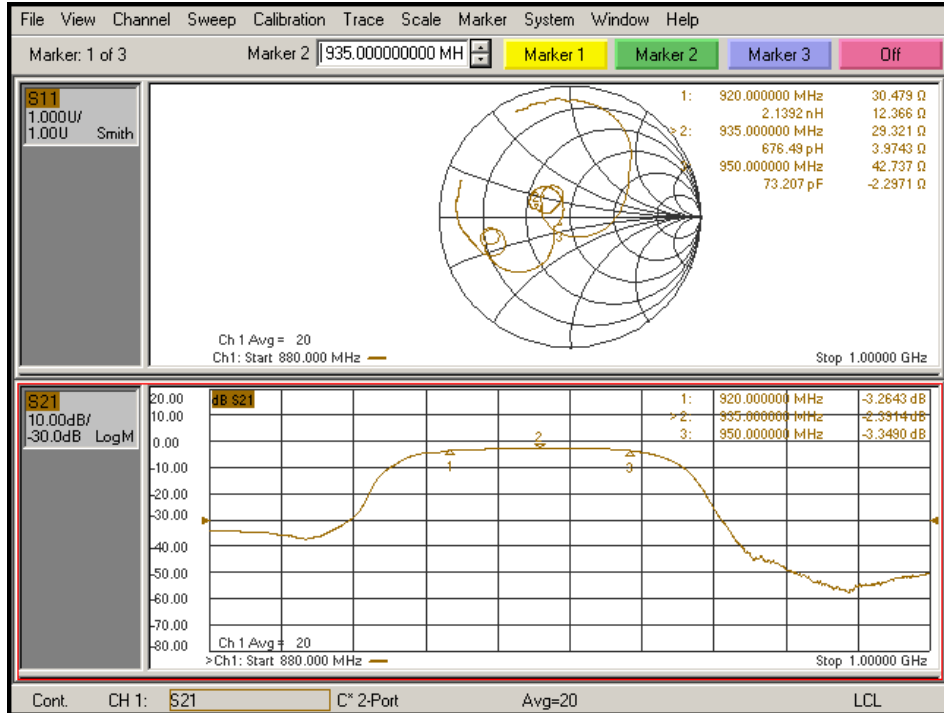 File View Channel Sweep Calibration Trace Scale Marker System Window Help
Marker: 1 of 3 Marker 2 935.000000000 MH Marker 1 Marker 2 Marker 3 Off
S11
1.000U/
1.00U Smith
1: 920.000000 MHz 30.479 Ω
2.1392 nH 12.366 Ω
> 2: 935.000000 MHz 29.321 Ω
676.49 pH 3.9743 Ω
950.000000 MHz 42.737 Ω
73.207 pF -2.2971 Ω
3
Ch 1 Avg = 20
Ch1: Start 880.000 MHz Stop 1.00000 GHz
S21
10.00dB/
-30.0dB LogM
dB S21
1: 920.000000 MHz -3.2643 dB
> 2: 935.000000 MHz -2.3914 dB
3: 950.000000 MHz -3.3490 dB
20.00
10.00
0.00
-10.00
-20.00
-30.00
-40.00
-50.00
-60.00
-70.00
-80.00
1
2
3
Ch 1 Avg = 20
>Ch1: Start 880.000 MHz Stop 1.00000 GHz
Cont. CH 1: S21 C* 2-Port Avg=20 LCL